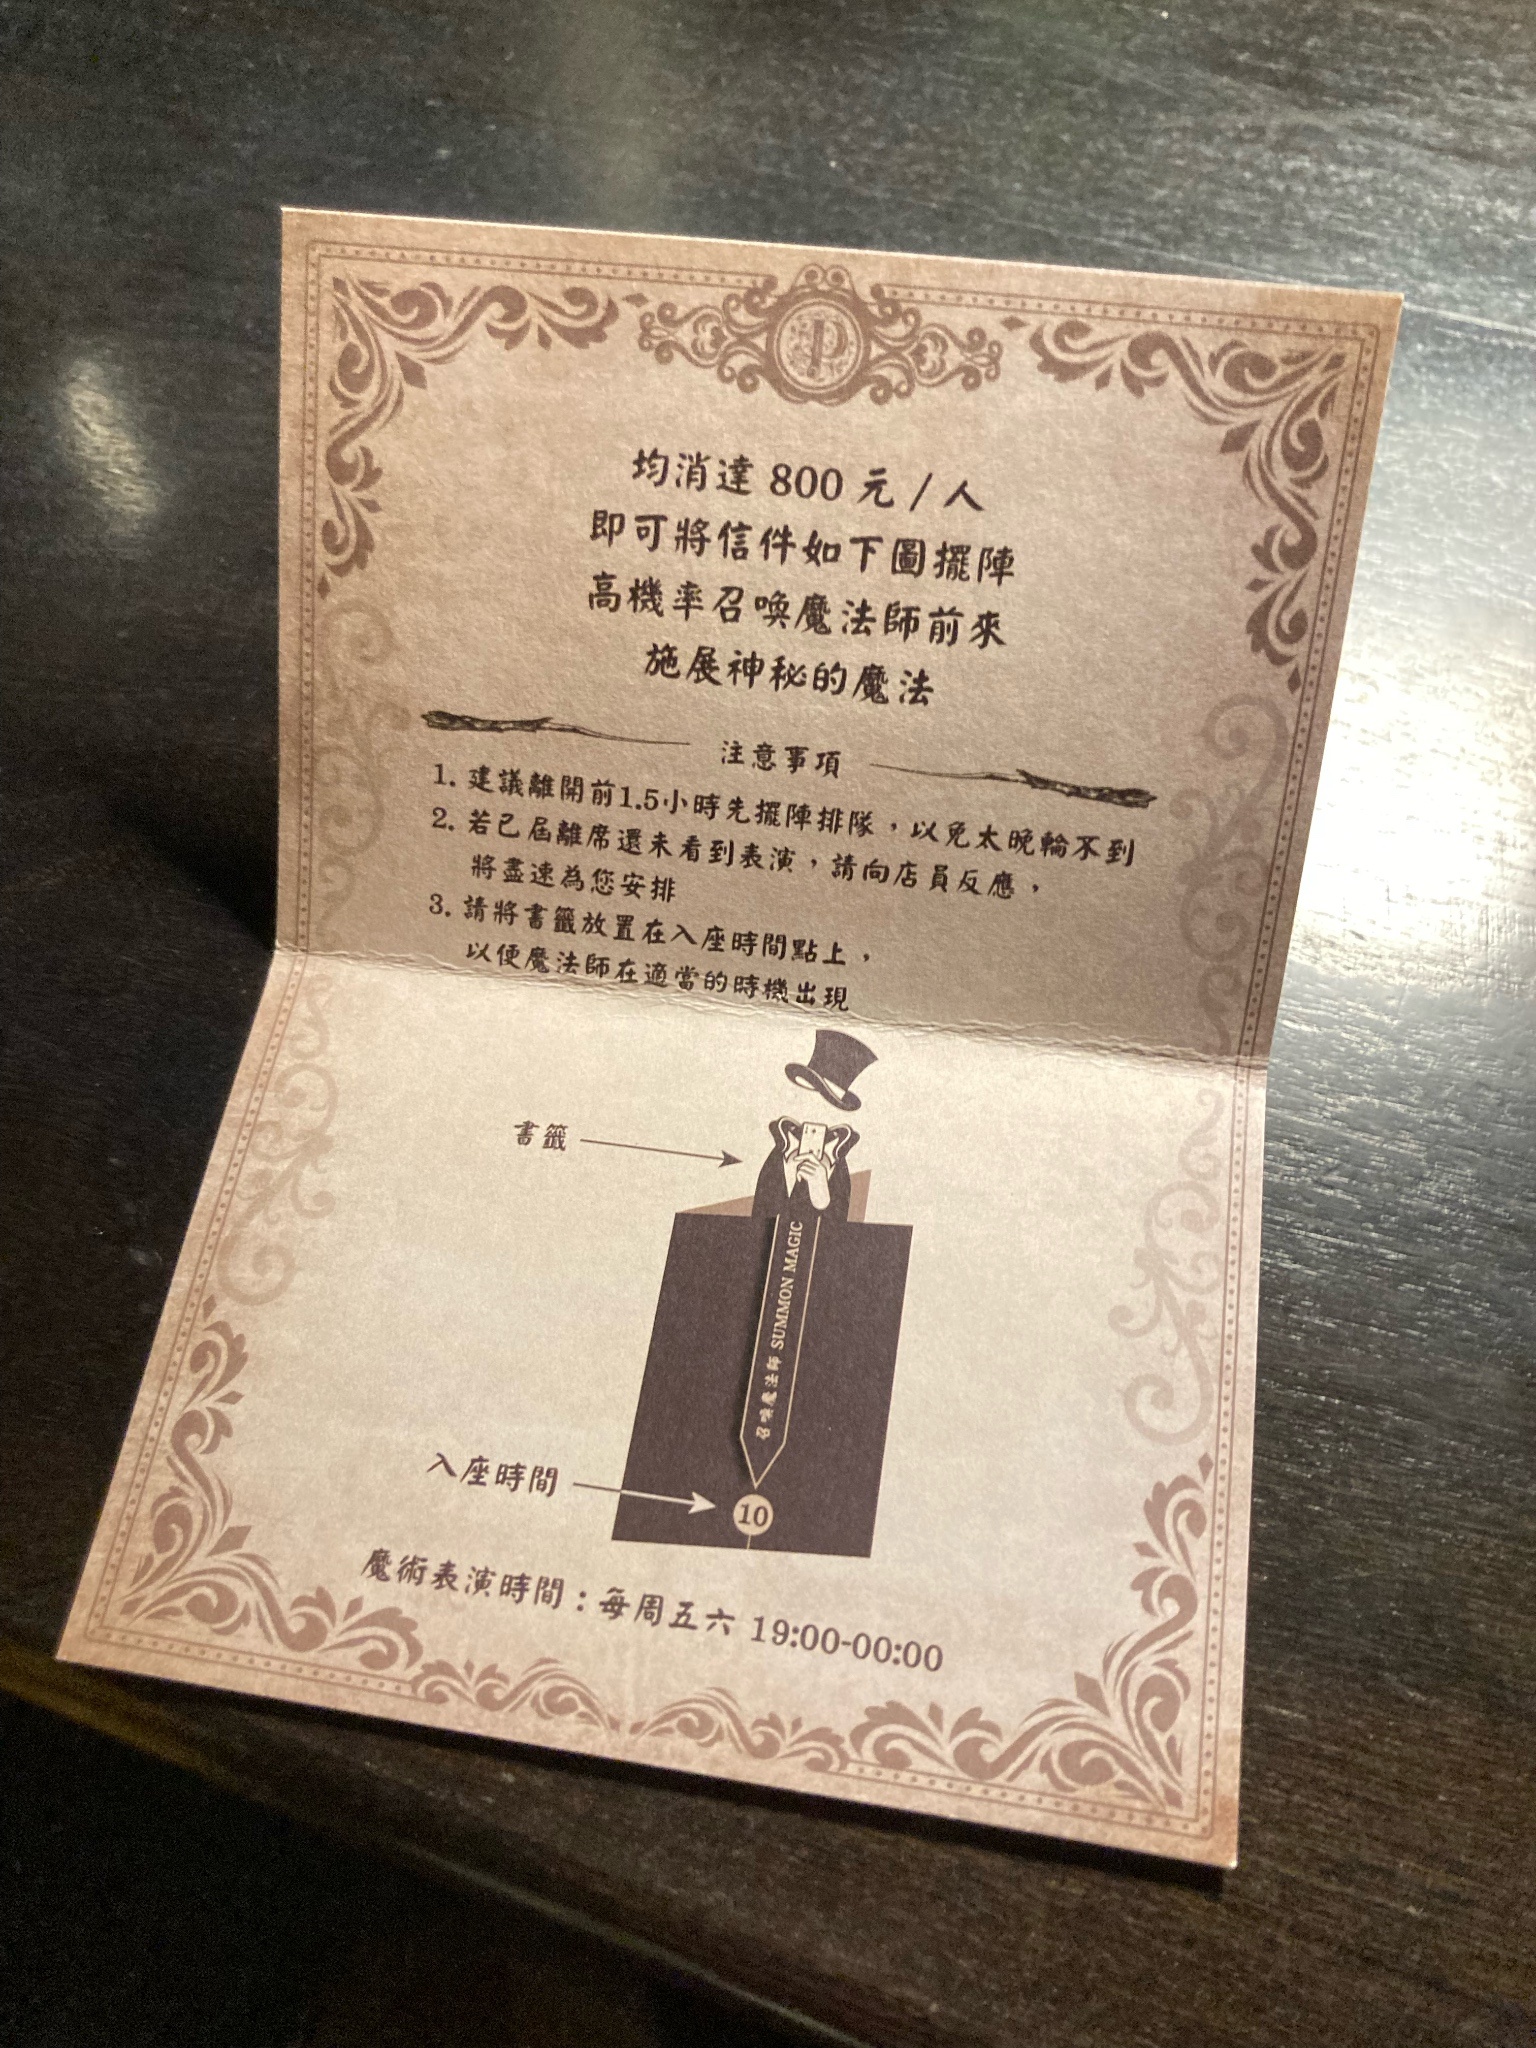 P
均消達 800 元 / 人
即可將信件如下圖擺陣
高機率召喚魔法師前來
施展神秘的魔法
注意事項
1. 建議離開前1.5小時先擺陣排隊，以免太晚輪不到
2. 若已屆離席還未看到表演，請向店員反應，
將盡速為您安排
3. 請將書籤放置在入座時間點上，
以便魔法師在適當的時機出現
書籤
召喚魔法師 SUMMON MAGIC
入座時間
10
魔術表演時間：每周五六 19:00-00:00